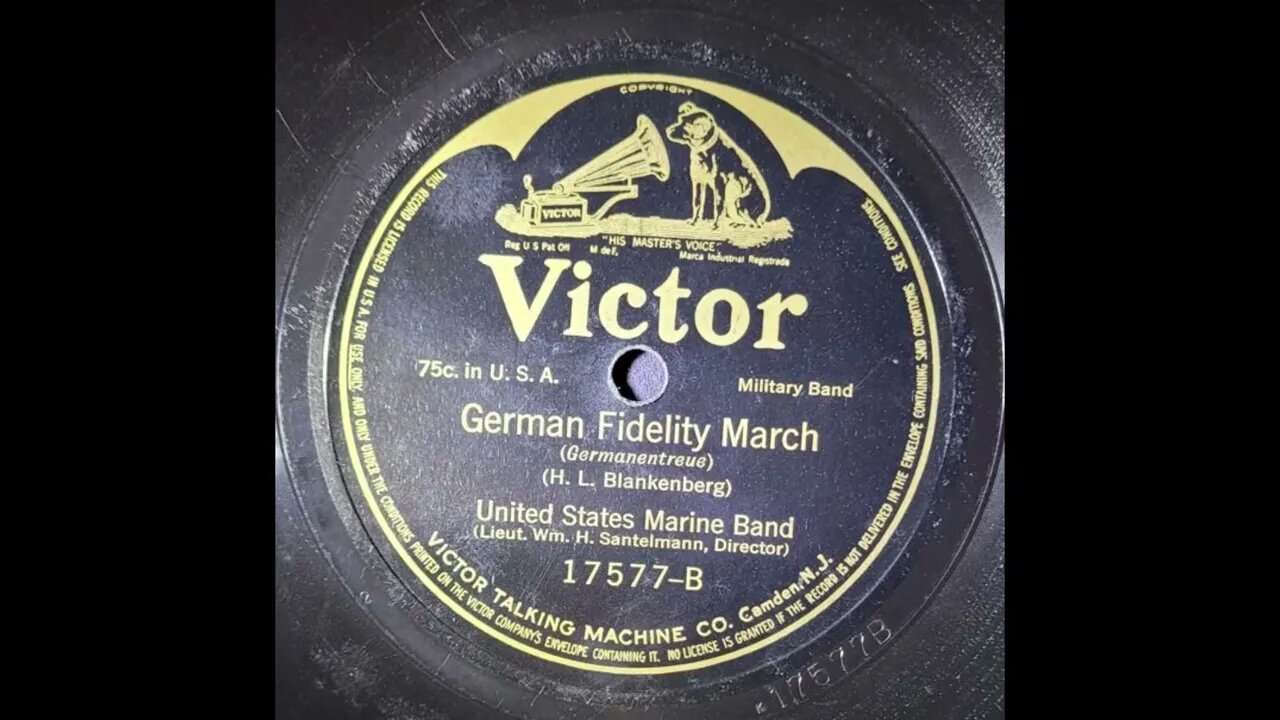 COPYRIGHT
VICTOR
"HIS MASTER'S VOICE"
Reg U S Pat Off M de F. Marca Industrial Registrada
Victor
75c. in U. S. A.
Military Band
German Fidelity March
(Germanentreue)
(H. L. Blankenberg)
United States Marine Band
(Lieut. Wm. H. Santelmann, Director)
17577-B
VICTOR TALKING MACHINE CO. Camden, N.J.
THIS RECORD IS LICENSED IN U.S.A. FOR USE ONLY, AND ONLY UNDER THE CONDITIONS PRINTED ON THE VICTOR COMPANY'S ENVELOPE CONTAINING IT. NO LICENSE IS GRANTED IF THE RECORD IS NOT DELIVERED IN THE ENVELOPE CONTAINING SAID CONDITIONS SEE CONDITIONS.
17577B